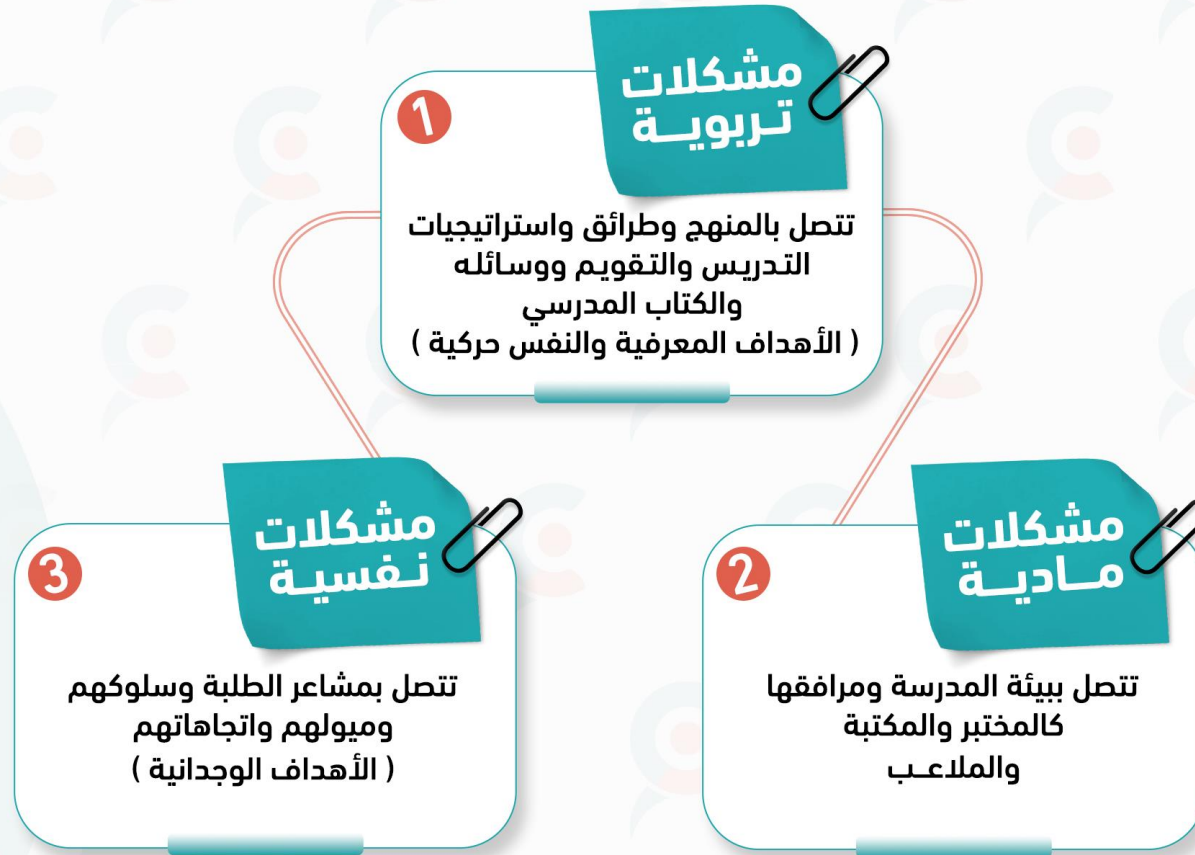 1
مشكلات
تربوية
تتصل بالمنهج وطرائق واستراتيجيات
التدريس والتقويم ووسائله
والكتاب المدرسي
( الأهداف المعرفية والنفس حركية )
2
مشكلات
مادية
تتصل ببيئة المدرسة ومرافقها
كالمختبر والمكتبة
والملاعب
3
مشكلات
نفسية
تتصل بمشاعر الطلبة وسلوكهم
وميولهم واتجاهاتهم
( الأهداف الوجدانية )